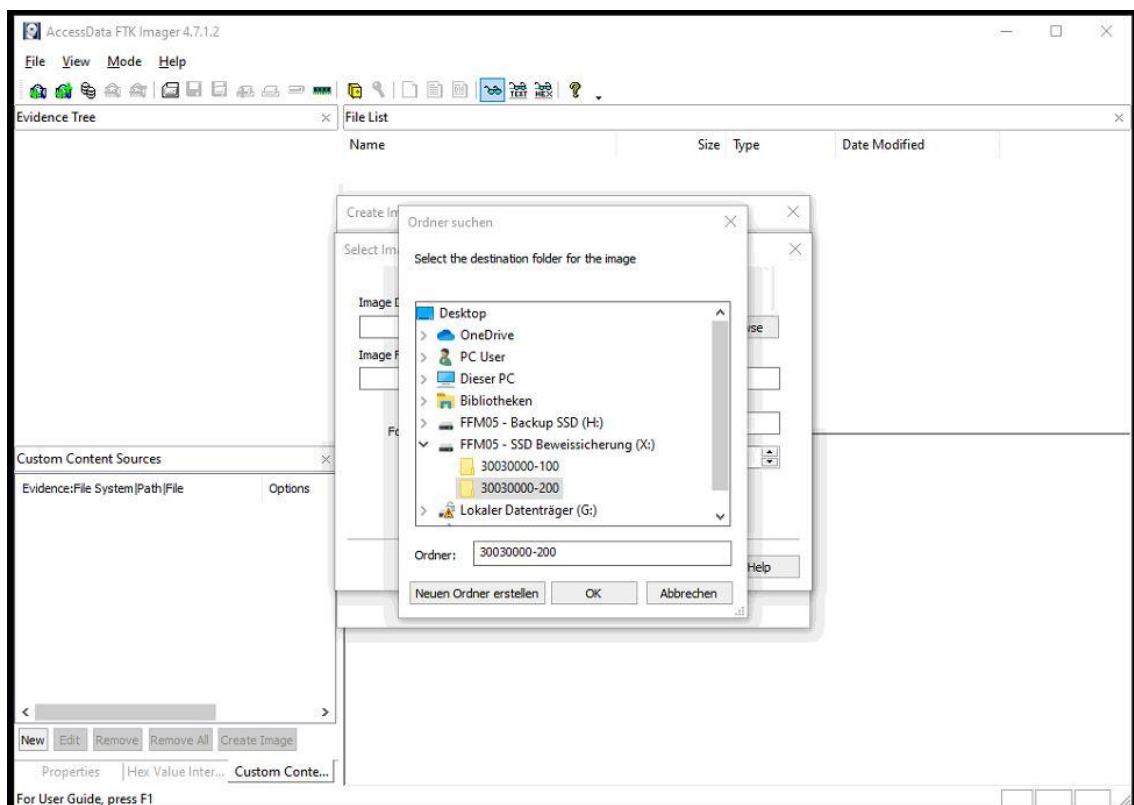 AccessData FTK Imager 4.7.1.2
File View Mode Help
TEXT HEX
Evidence Tree
File List
Name Size Type Date Modified
Create Im
Ordner suchen
Select Im
Select the destination folder for the image
Image D
Desktop
OneDrive
wse
Image F
PC User
Dieser PC
Bibliotheken
FFM05 - Backup SSD (H:)
Fo
FFM05 - SSD Beweissicherung (X:)
30030000-100
30030000-200
Lokaler Datenträger (G:)
Ordner: 30030000-200
Help
Neuen Ordner erstellen OK Abbrechen
Custom Content Sources
Evidence:File System|Path|File Options
New Edit Remove Remove All Create Image
Properties Hex Value Inter... Custom Conte...
For User Guide, press F1